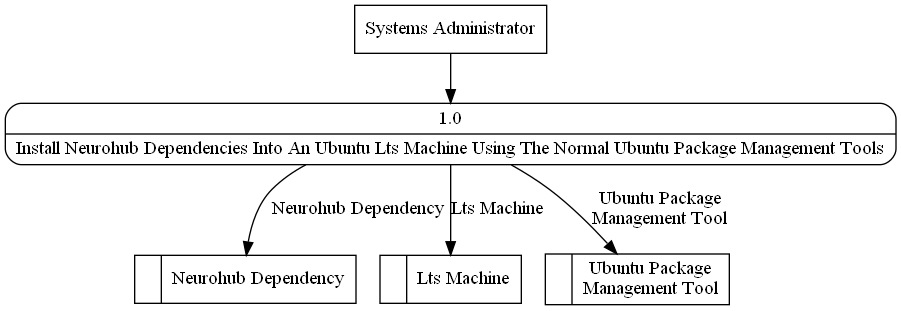 Systems Administrator
1.0
Install Neurohub Dependencies Into An Ubuntu Lts Machine Using The Normal Ubuntu Package Management Tools
Neurohub Dependency
Lts Machine
Ubuntu Package
Management Tool
Neurohub Dependency
Lts Machine
Ubuntu Package
Management Tool